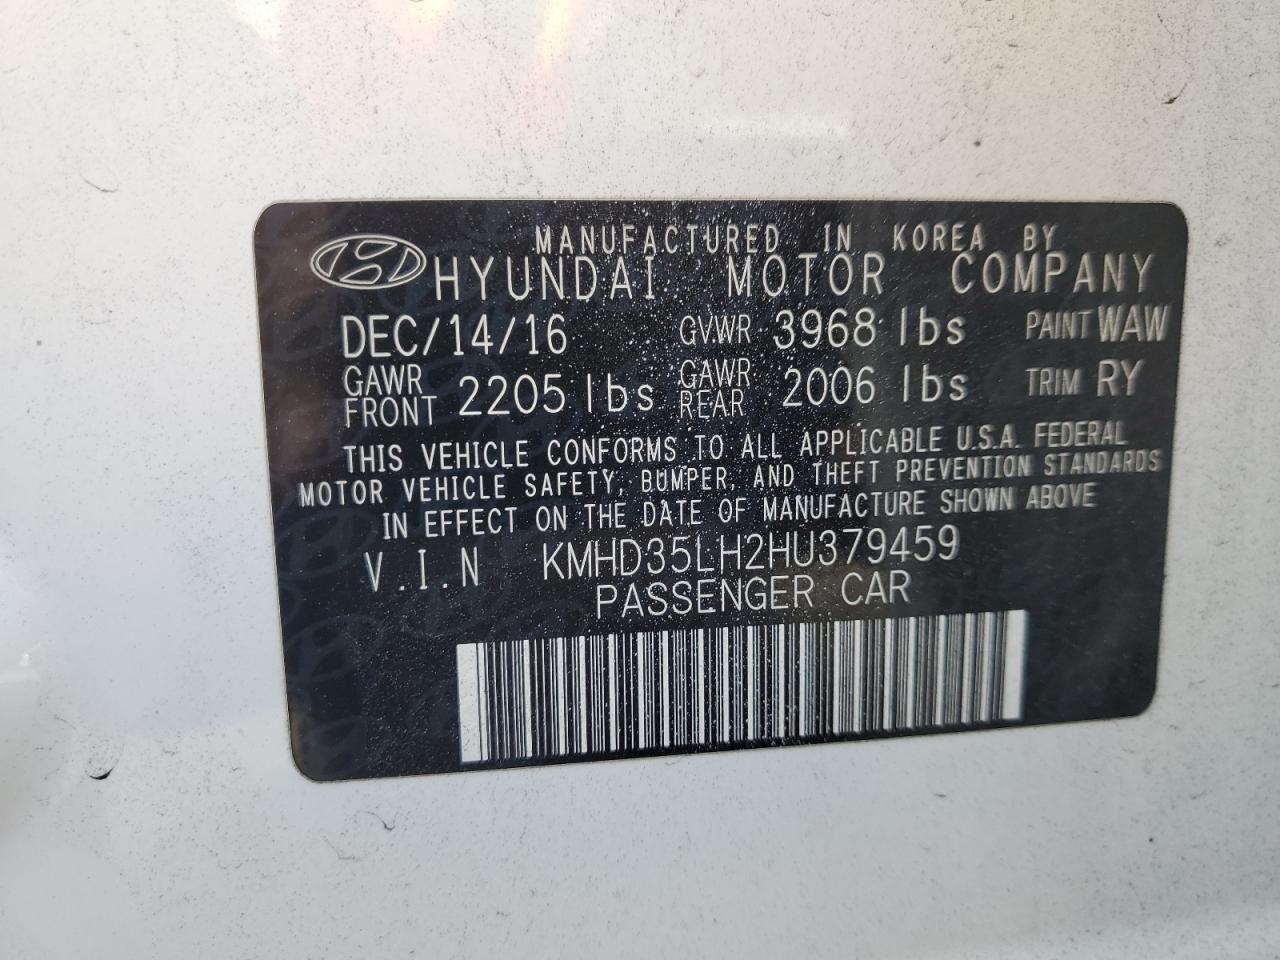 MANUFACTURED IN KOREA BY
HYUNDAI MOTOR COMPANY
DEC/14/16 GVWR 3968 lbs PAINT WAW
GAWR FRONT 2205 lbs GAWR REAR 2006 lbs TRIM RY
THIS VEHICLE CONFORMS TO ALL APPLICABLE U.S.A. FEDERAL
MOTOR VEHICLE SAFETY, BUMPER, AND THEFT PREVENTION STANDARDS
IN EFFECT ON THE DATE OF MANUFACTURE SHOWN ABOVE
V.I.N KMHD35LH2HU379459
PASSENGER CAR